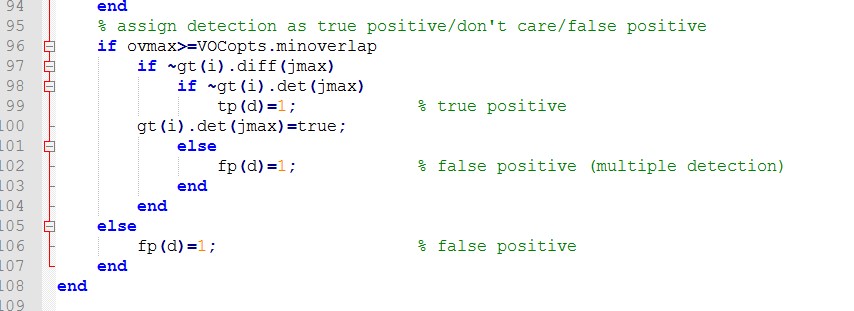 94 end
95 % assign detection as true positive/don't care/false positive
96 if ovmax>=VOCopts.minoverlap
97 if ~gt(i).diff(jmax)
98 if ~gt(i).det(jmax)
99 tp(d)=1; % true positive
100 gt(i).det(jmax)=true;
101 else
102 fp(d)=1; % false positive (multiple detection)
103 end
104 end
105 else
106 fp(d)=1; % false positive
107 end
108 end
109